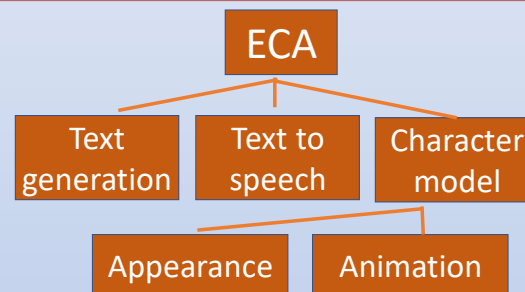 ECA
Text
generation
Text to
speech
Character
model
Appearance
Animation